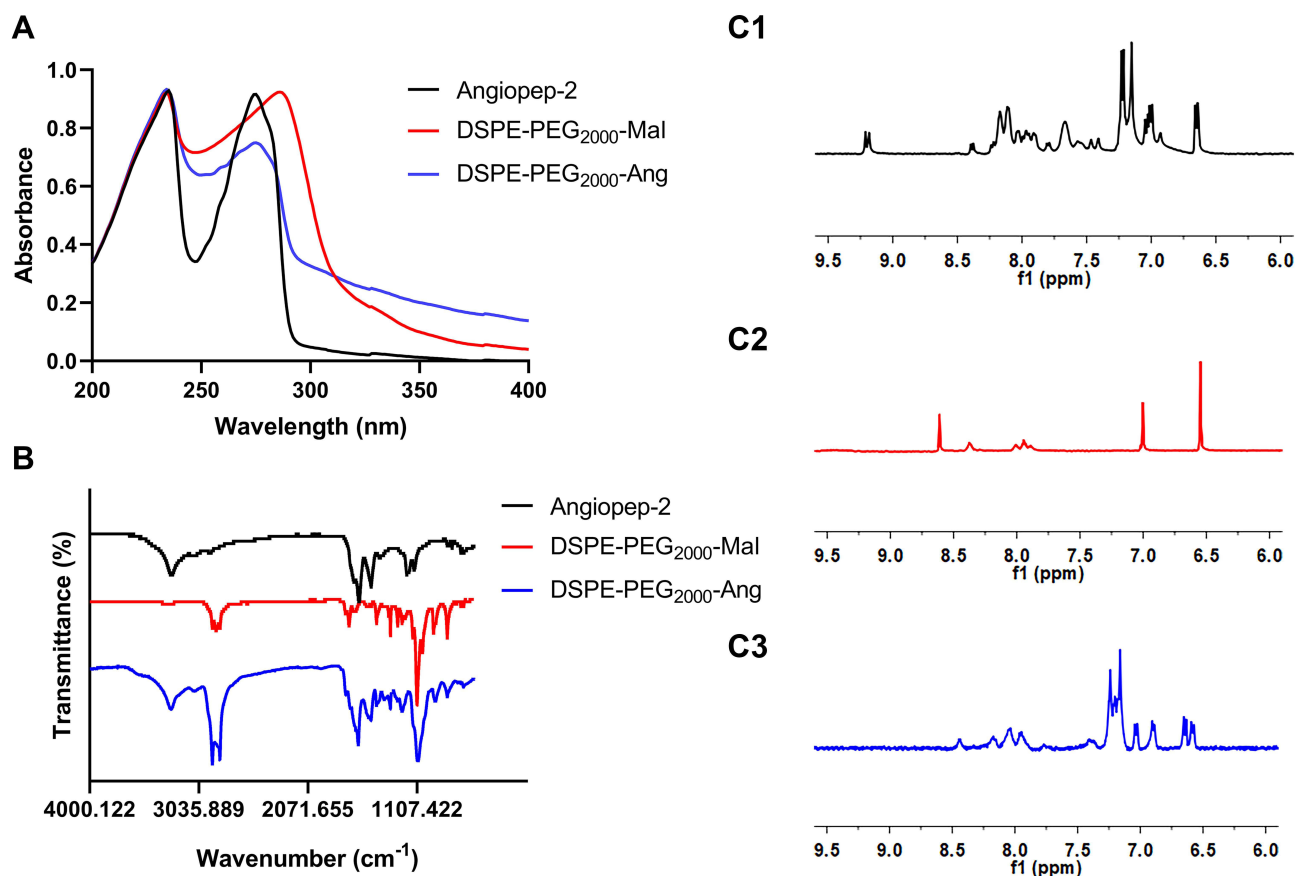 A
1.0
0.8
0.6
0.4
0.2
0.0
Absorbance
200
250
300
350
400
Wavelength (nm)
Angiopep-2
DSPE-PEG2000-Mal
DSPE-PEG2000-Ang
B
Transmittance (%)
4000.122
3035.889
2071.655
1107.422
Wavenumber (cm-1)
Angiopep-2
DSPE-PEG2000-Mal
DSPE-PEG2000-Ang
C1
9.5
9.0
8.5
8.0
7.5
7.0
6.5
6.0
f1 (ppm)
C2
9.5
9.0
8.5
8.0
7.5
7.0
6.5
6.0
f1 (ppm)
C3
9.5
9.0
8.5
8.0
7.5
7.0
6.5
6.0
f1 (ppm)